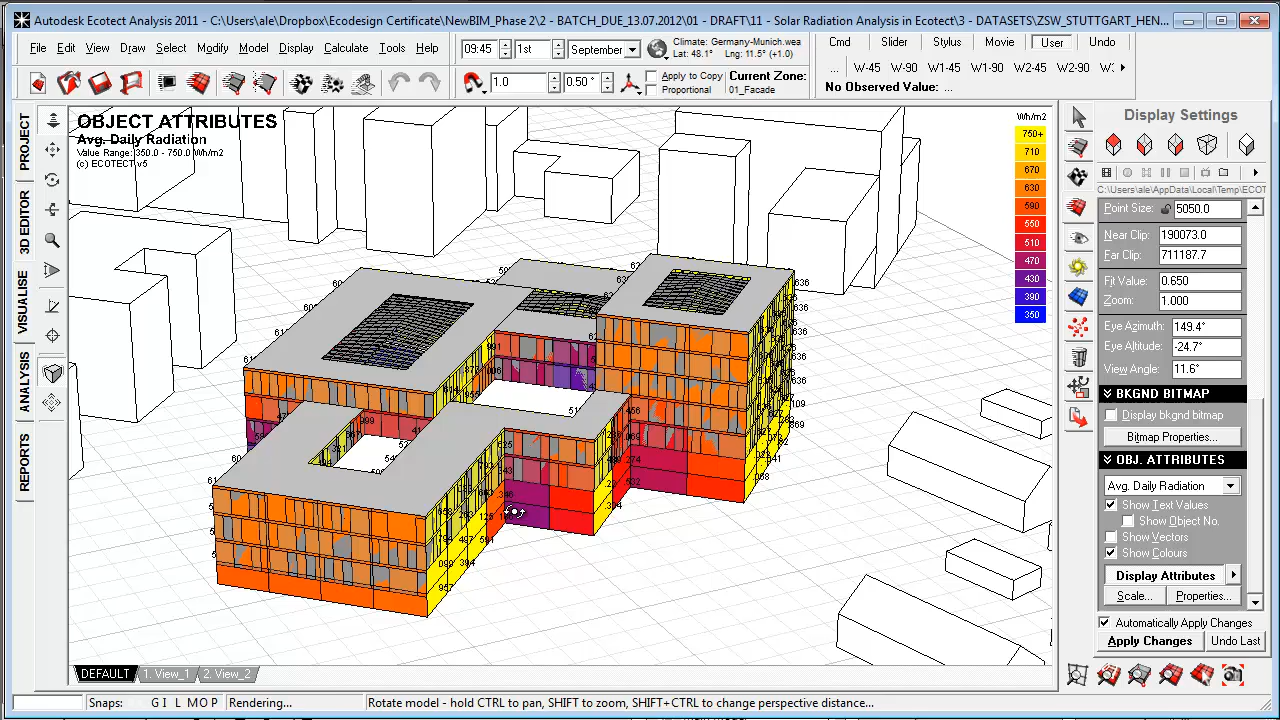 Autodesk Ecotect Analysis 2011 - C:\Users\ale\Dropbox\Ecodesign Certificate\NewBIM_Phase 2\2 - BATCH_DUE_13.07.2012\01 - DRAFT\11 - Solar Radiation Analysis in Ecotect\3 - DATASETS\ZSW_STUTTGART_HEN...
File Edit View Draw Select Modify Model Display Calculate Tools Help
09:45 1st September
Climate: Germany-Munich.wea
Lat: 48.1° Lng: 11.5° (+1.0)
Cmd Slider Stylus Movie User Undo
... W-45 W-90 W1-45 W1-90 W2-45 W2-90 W:
1.0 0.50 °
Apply to Copy
Proportional
Current Zone:
01_Facade
No Observed Value: ...
PROJECT
3D EDITOR
VISUALISE
ANALYSIS
REPORTS
OBJECT ATTRIBUTES
Avg. Daily Radiation
Value Range: 350.0 - 750.0 Wh/m2
(c) ECOTECT v5
Wh/m2
750+
710
670
630
590
550
510
470
430
390
350
636
636
636
636
Display Settings
C:\Users\ale\AppData\Local\Temp\ECOT
Point Size: 5050.0
Near Clip: 190073.0
Far Clip: 711187.7
Fit Value: 0.650
Zoom: 1.000
Eye Azimuth: 149.4°
Eye Altitude: -24.7°
View Angle: 11.6°
BKGND BITMAP
Display bkgnd bitmap
Bitmap Properties...
OBJ. ATTRIBUTES
Avg. Daily Radiation
Show Text Values
Show Object No.
Show Vectors
Show Colours
Display Attributes
Scale... Properties...
Automatically Apply Changes
Apply Changes Undo Last
DEFAULT 1. View_1 2. View_2
Snaps: G I L M O P Rendering... Rotate model - hold CTRL to pan, SHIFT to zoom, SHIFT+CTRL to change perspective distance...